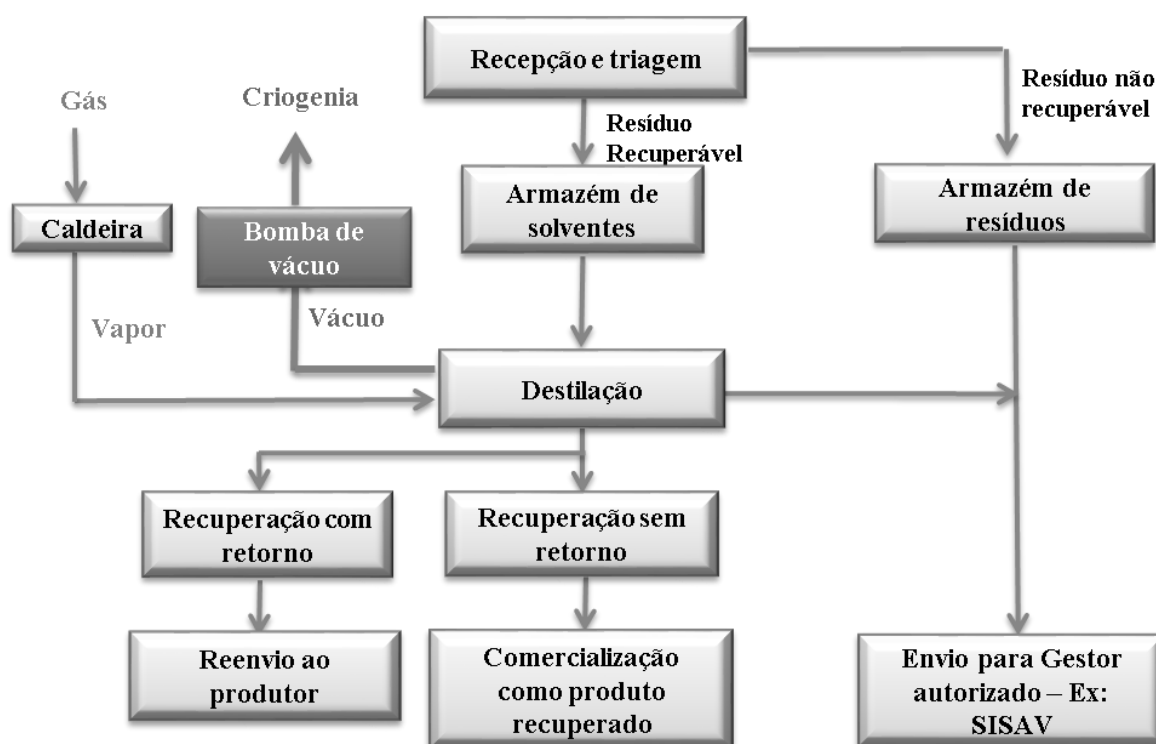 Recepção e triagem
Gás
Criogenia
Resíduo não
recuperável
Resíduo
Recuperável
Caldeira
Bomba de
vácuo
Armazém de
solventes
Armazém de
resíduos
Vapor
Vácuo
Destilação
Recuperação com
retorno
Recuperação sem
retorno
Reenvio ao
produtor
Comercialização
como produto
recuperado
Envio para Gestor
autorizado – Ex:
SISAV